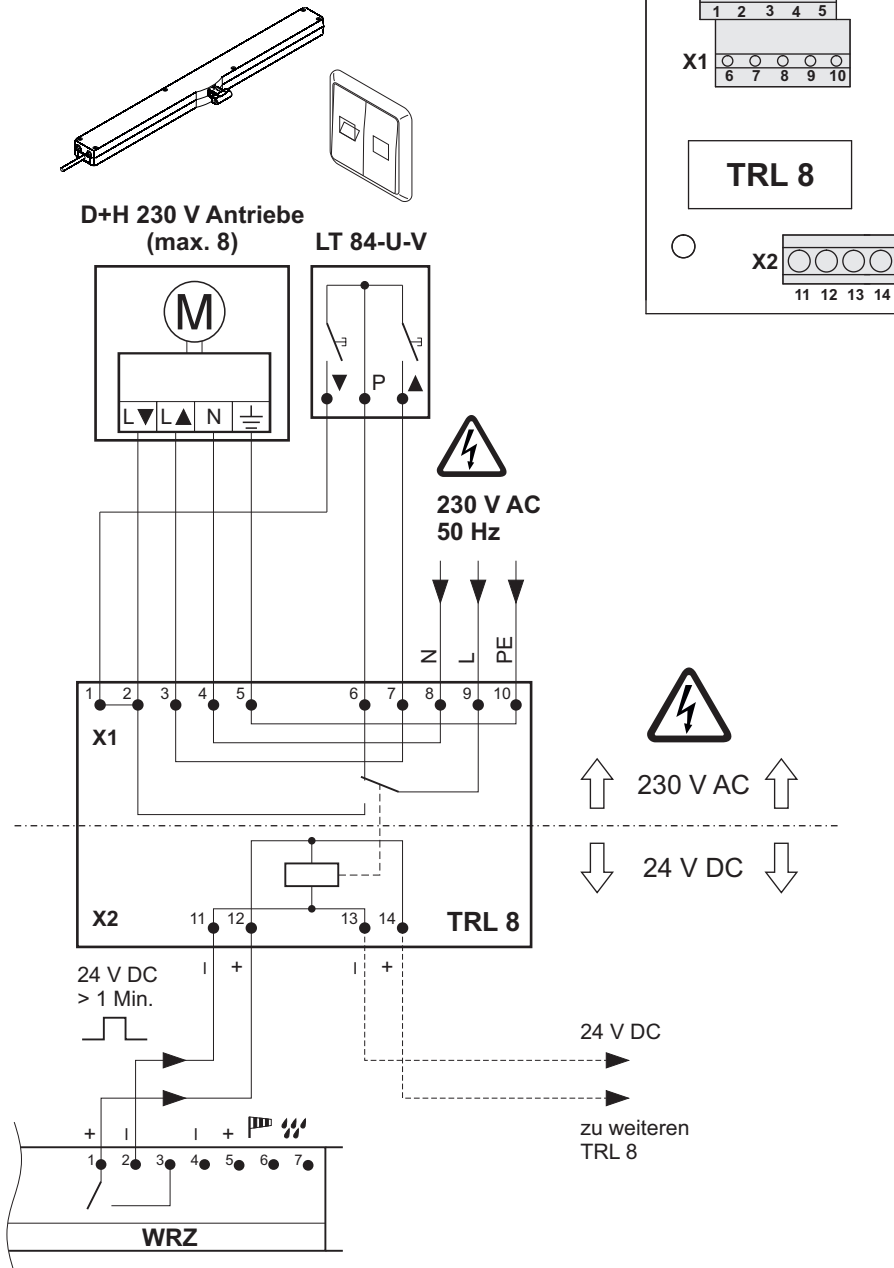 1 2 3 4 5
X1
6 7 8 9 10
TRL 8
X2
11 12 13 14
D+H 230 V Antriebe
(max. 8)
LT 84-U-V
M
L▼ L▲ N
▼ P ▲
230 V AC
50 Hz
N L PE
1 2 3 4 5 6 7 8 9 10
X1
230 V AC
24 V DC
X2
11 12 13 14
TRL 8
– + – +
24 V DC
> 1 Min.
24 V DC
zu weiteren
TRL 8
+ – – +
1 2 3 4 5 6 7
WRZ